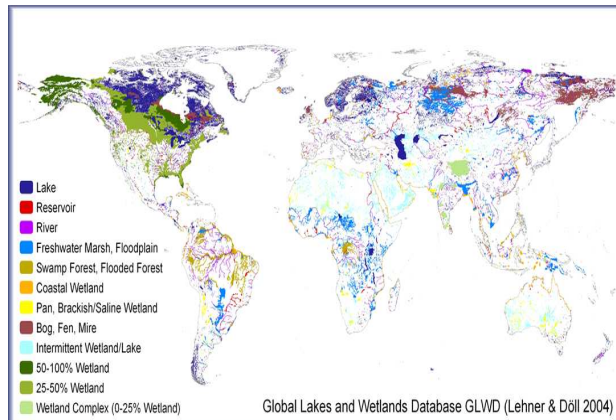 Lake
Reservoir
River
Freshwater Marsh, Floodplain
Swamp Forest, Flooded Forest
Coastal Wetland
Pan, Brackish/Saline Wetland
Bog, Fen, Mire
Intermittent Wetland/Lake
50-100% Wetland
25-50% Wetland
Wetland Complex (0-25% Wetland)
Global Lakes and Wetlands Database GLWD (Lehner & Döll 2004)